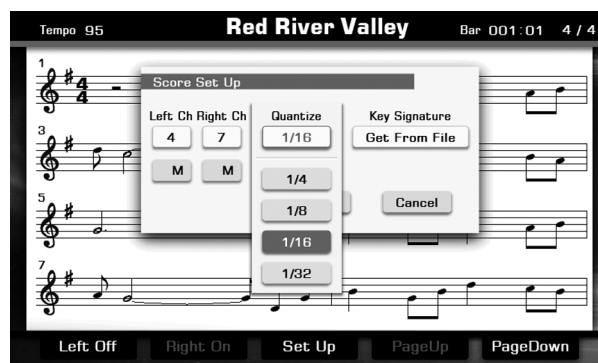 Tempo 95 Red River Valley Bar 001:01 4/4
1
4
4
Score Set Up
Left Ch Right Ch Quantize Key Signature
4 7 1/16 Get From File
3
M M 1/4
5
1/8 Cancel
1/16
7
1/32
Left Off Right On Set Up PageUp PageDown